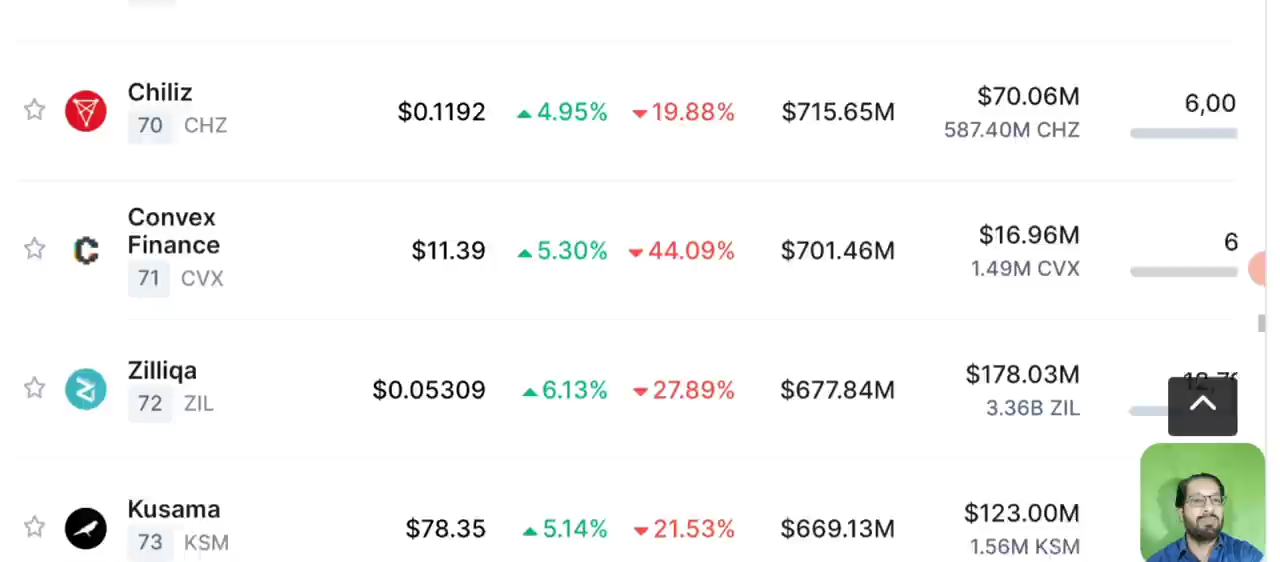 Chiliz
70 CHZ
$0.1192
4.95%
19.88%
$715.65M
$70.06M
587.40M CHZ
6,00
Convex
Finance
71 CVX
$11.39
5.30%
44.09%
$701.46M
$16.96M
1.49M CVX
6
Zilliqa
72 ZIL
$0.05309
6.13%
27.89%
$677.84M
$178.03M
3.36B ZIL
Kusama
73 KSM
$78.35
5.14%
21.53%
$669.13M
$123.00M
1.56M KSM